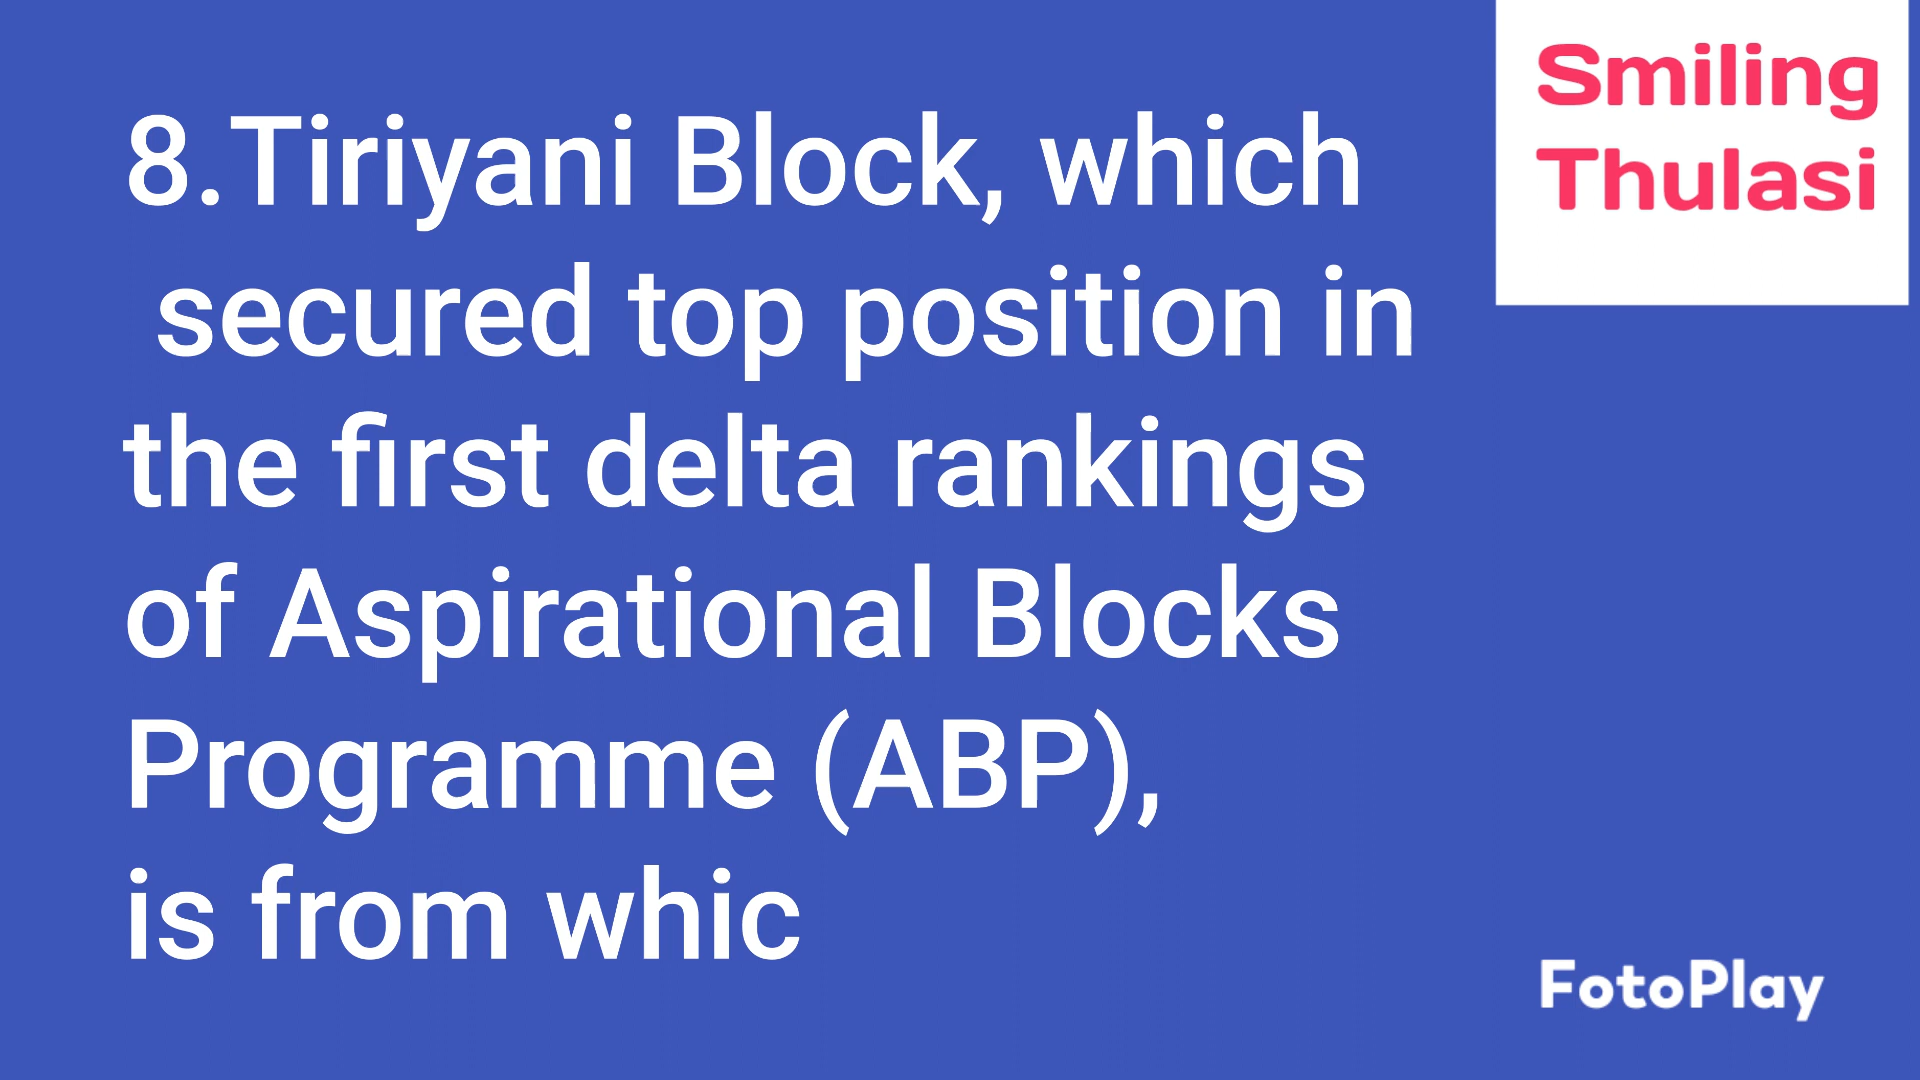 Smiling
Thulasi
8.Tiriyani Block, which
secured top position in
the first delta rankings
of Aspirational Blocks
Programme (ABP),
is from whic
FotoPlay